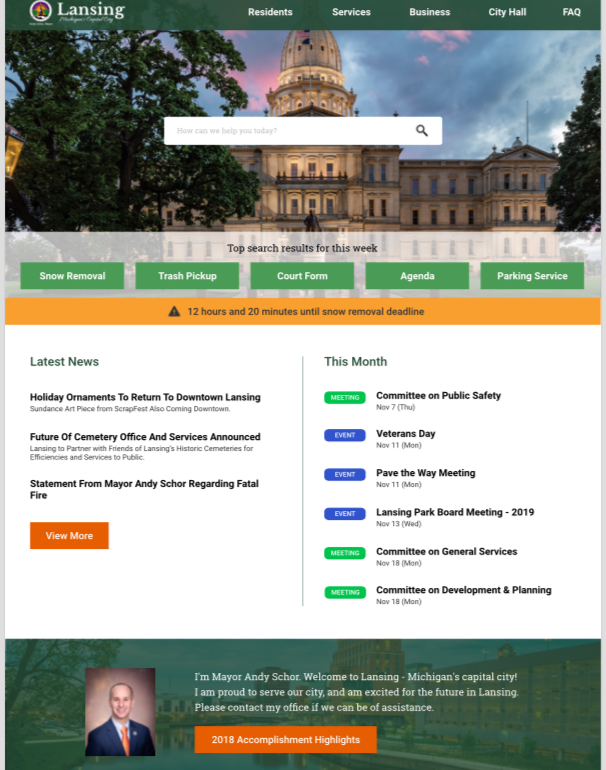 Lansing
Michigan's Capital City
Residents
Services
Business
City Hall
FAQ
How can we help you today?
Top search results for this week
Snow Removal
Trash Pickup
Court Form
Agenda
Parking Service
12 hours and 20 minutes until snow removal deadline
Latest News
Holiday Ornaments To Return To Downtown Lansing
Sundance Art Piece from ScrapFest Also Coming Downtown.
Future Of Cemetery Office And Services Announced
Lansing to Partner with Friends of Lansing's Historic Cemeteries for
Efficiencies and Services to Public.
Statement From Mayor Andy Schor Regarding Fatal
Fire
View More
This Month
MEETING
Committee on Public Safety
Nov 7 (Thu)
EVENT
Veterans Day
Nov 11 (Mon)
EVENT
Pave the Way Meeting
Nov 11 (Mon)
EVENT
Lansing Park Board Meeting - 2019
Nov 13 (Wed)
MEETING
Committee on General Services
Nov 18 (Mon)
MEETING
Committee on Development & Planning
Nov 18 (Mon)
I'm Mayor Andy Schor. Welcome to Lansing - Michigan's capital city!
I am proud to serve our city, and am excited for the future in Lansing.
Please contact my office if we can be of assistance.
2018 Accomplishment Highlights